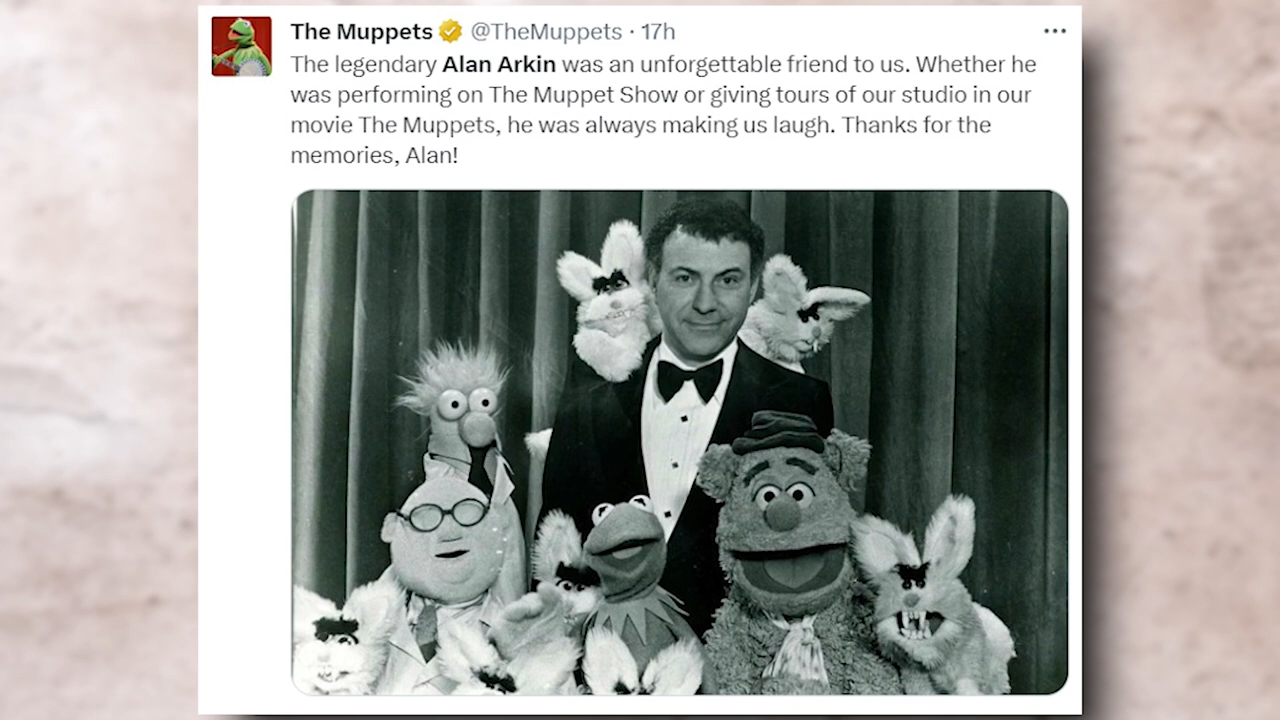 The Muppets @TheMuppets · 17h
The legendary Alan Arkin was an unforgettable friend to us. Whether he
was performing on The Muppet Show or giving tours of our studio in our
movie The Muppets, he was always making us laugh. Thanks for the
memories, Alan!